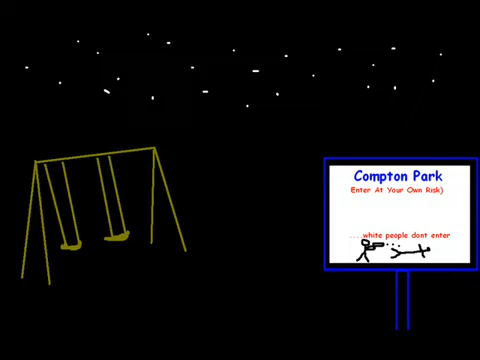 Compton Park
Enter At Your Own Risk)
....white people dont enter